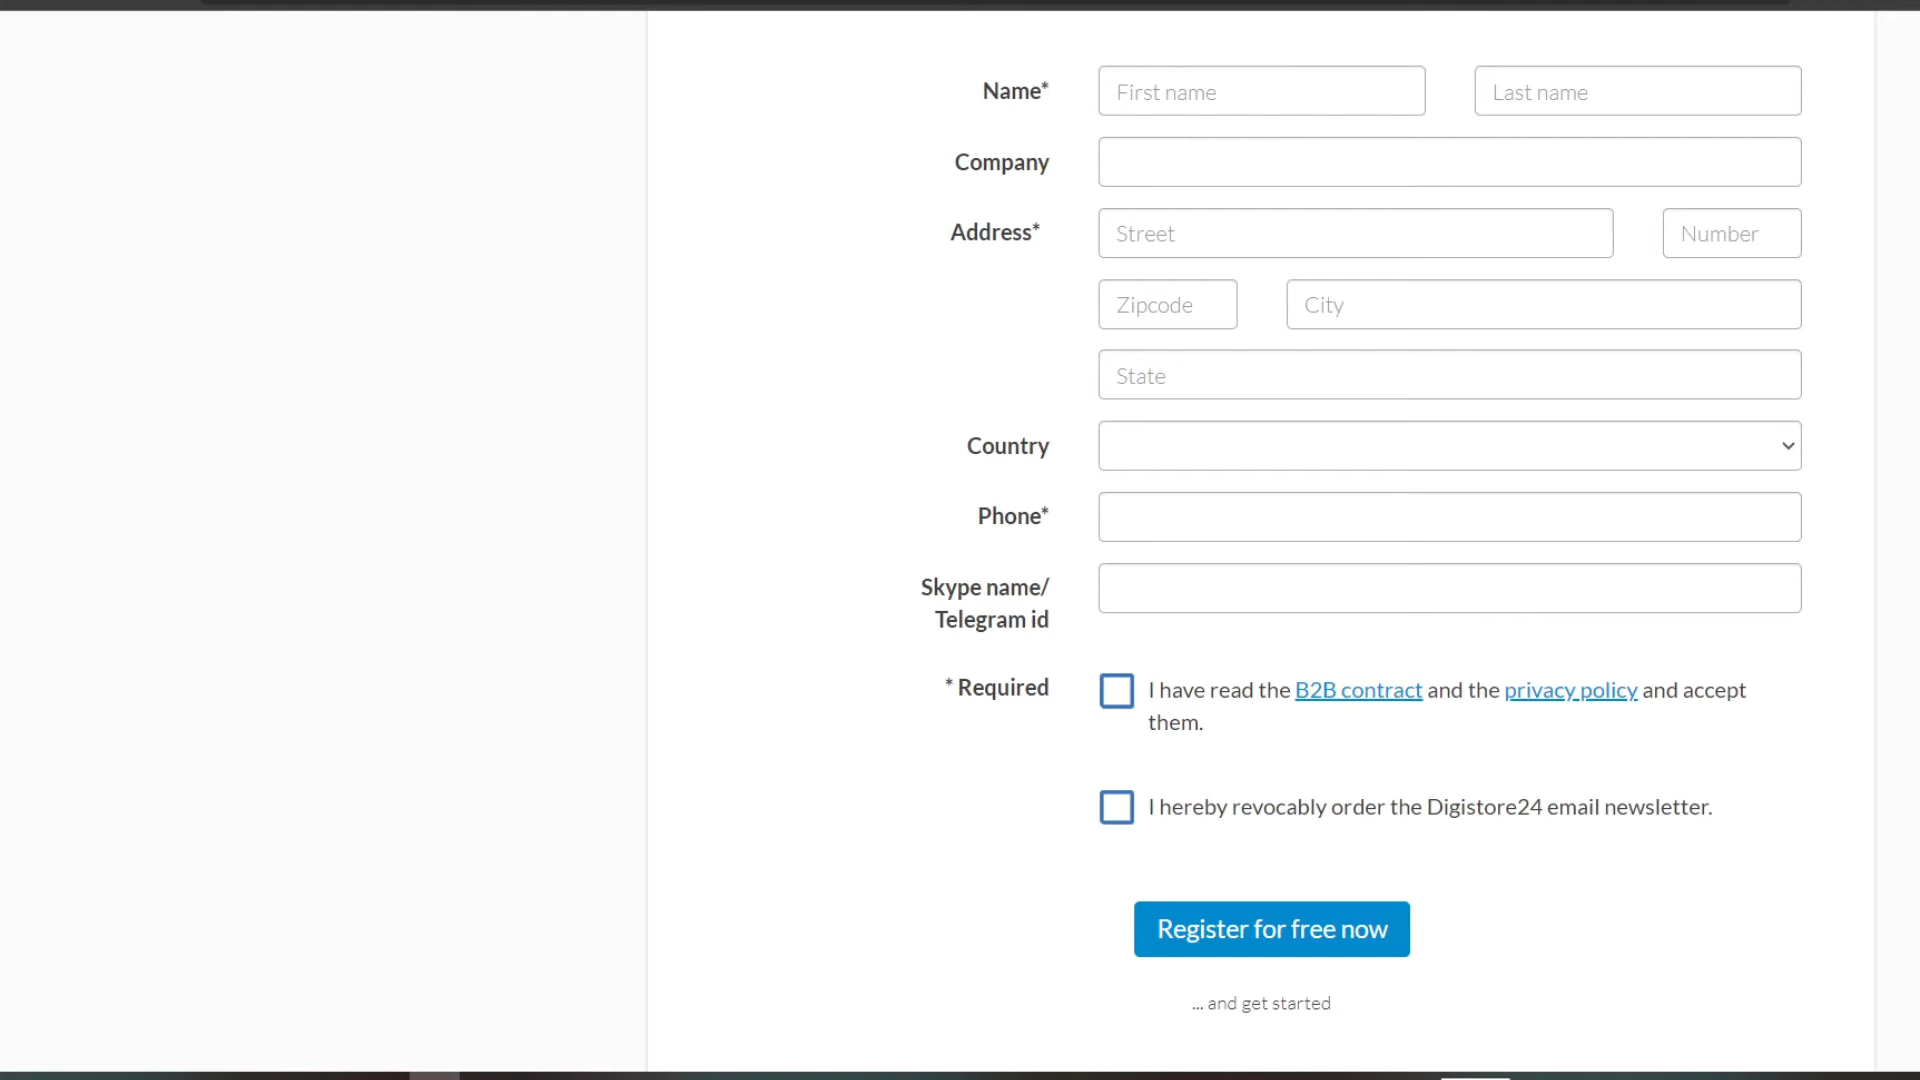 Name* First name Last name
Company
Address* Street Number
Zipcode City
State
Country
Phone*
Skype name/
Telegram id
* Required I have read the B2B contract and the privacy policy and accept
them.
I hereby revocably order the Digistore24 email newsletter.
Register for free now
... and get started